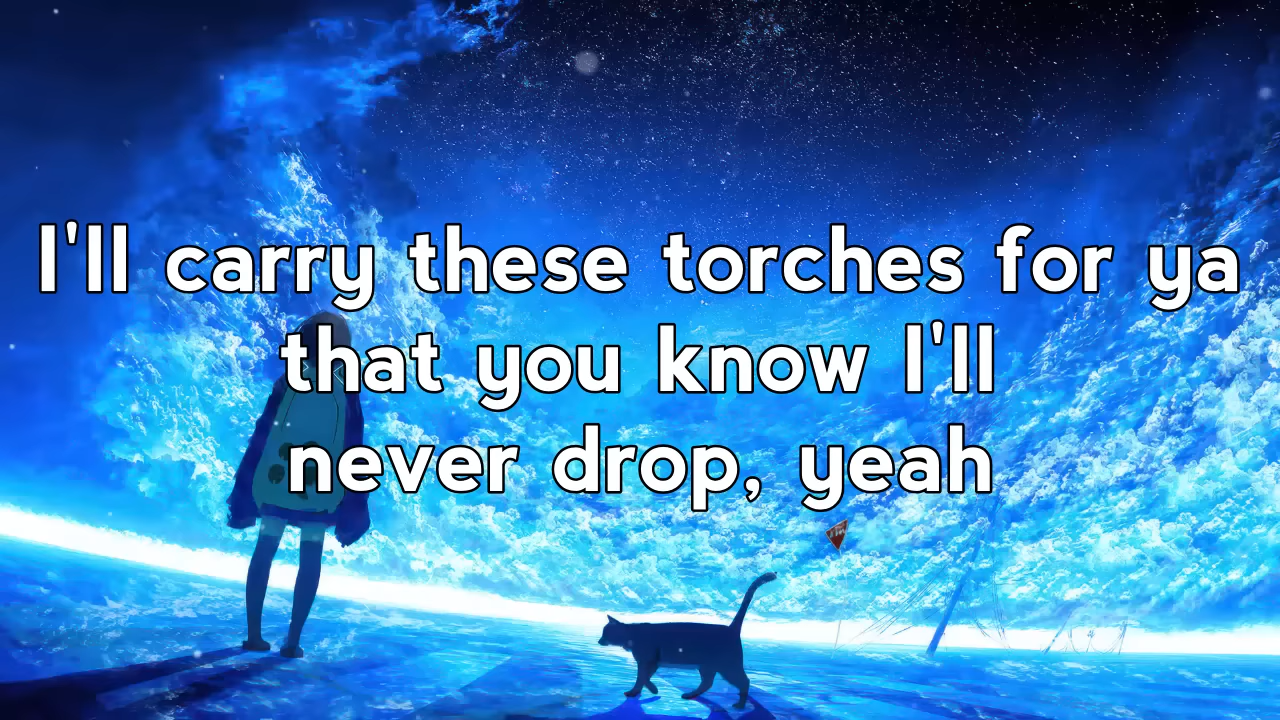 I'll carry these torches for ya
that you know I'll
never drop, yeah